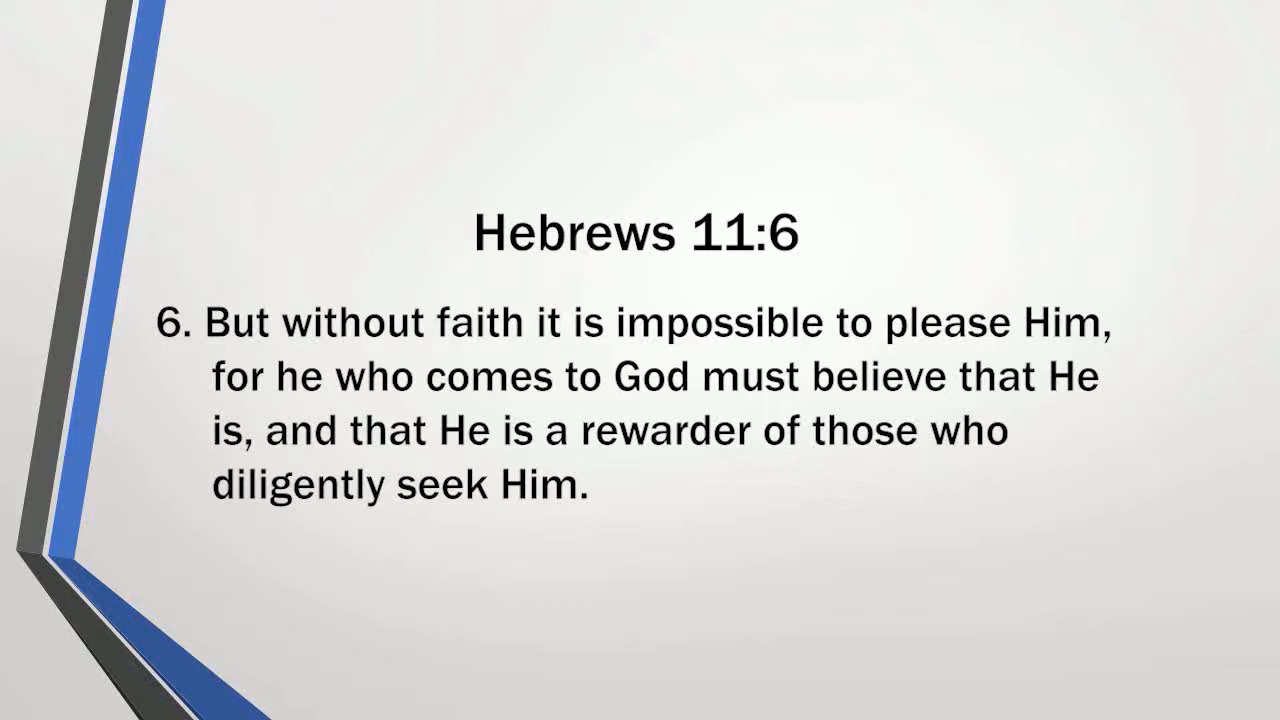 Hebrews 11:6
6. But without faith it is impossible to please Him,
for he who comes to God must believe that He
is, and that He is a rewarder of those who
diligently seek Him.